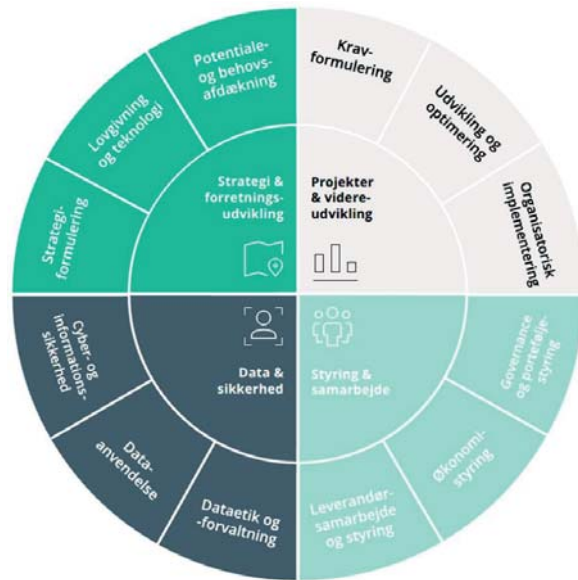 Potentiale-
og behovs-
afdækning
Krav-
formulering
Lovgivning
og teknologi
Udvikling og
optimering
Strategi-
formulering
Strategi &
forretnings-
udvikling
Projekter
& videre-
udvikling
Organisatorisk
implementering
Cyber- og
informations-
sikkerhed
Data &
sikkerhed
Styring &
samarbejde
Governance
og portefølje-
styring
Data-
anvendelse
Økonomi-
styring
Dataetik og
-forvaltning
Leverandør-
samarbejde
og styring